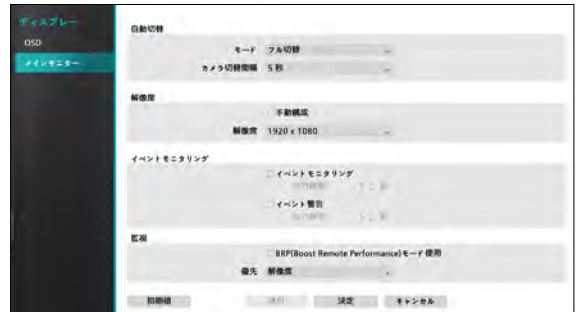 ディスプレー
OSD
メインモニター
自動切替
モード フル切替
カメラ切替間隔 5 秒
解像度
手動構成
解像度 1920 x 1080
イベントモニタリング
イベントモニタリング
イベント警告
監視
BRP(Boost Remote Performance)モード使用
優先 解像度
初期値 適用 決定 キャンセル